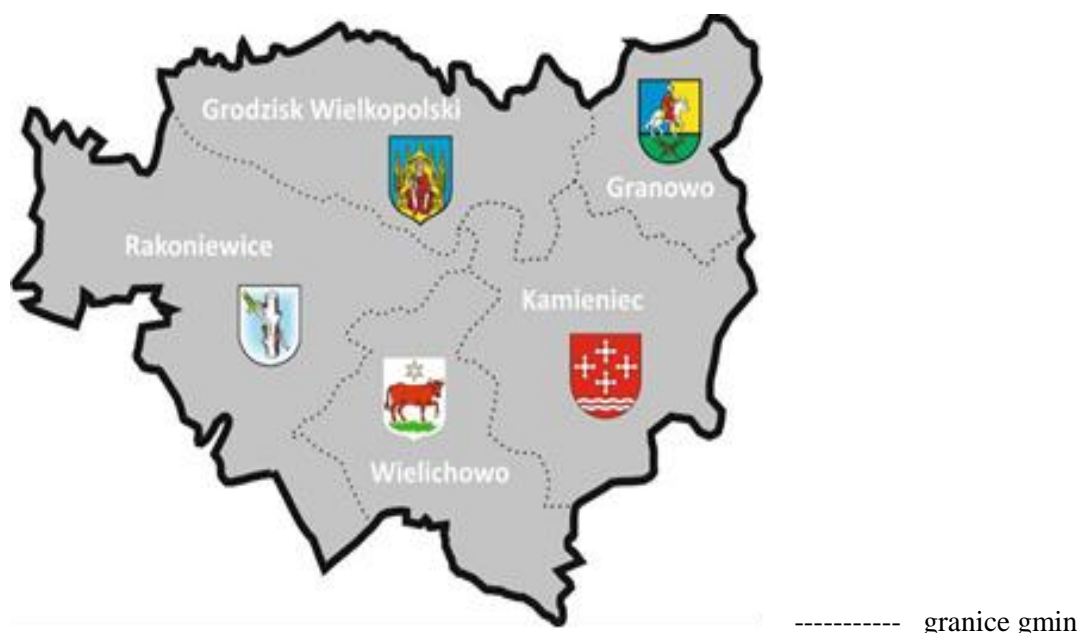 Grodzisk Wielkopolski
Granowo
Rakoniewice
Kamieniec
Wielichowo
----------- granice gmin